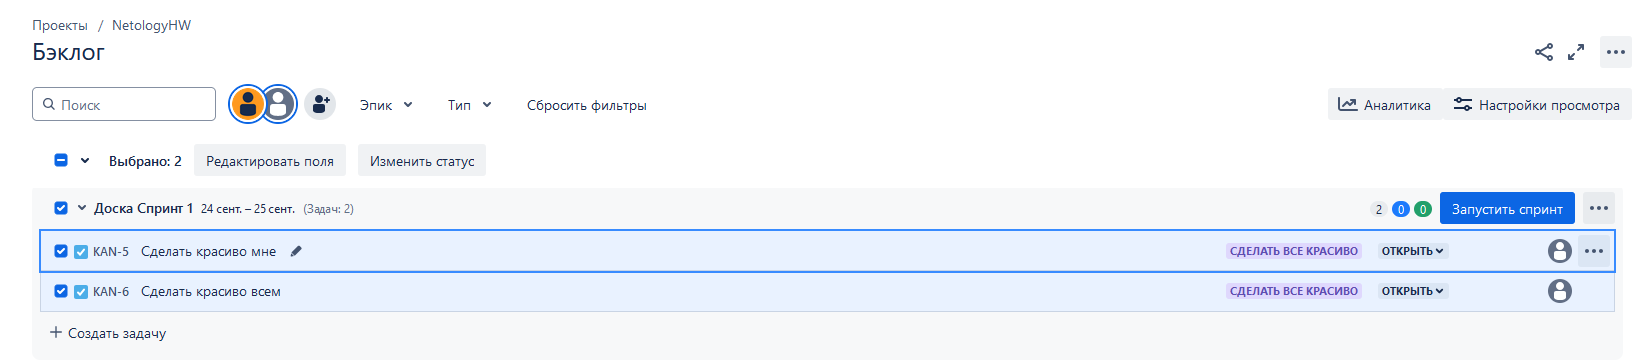 Проекты / NetologyHW
Бэклог
Поиск Эпик Тип Сбросить фильтры Аналитика Настройки просмотра
Выбрано: 2 Редактировать поля Изменить статус
Доска Спринт 1 24 сент. – 25 сент. (Задач: 2) 2 0 0 Запустить спринт
KAN-5 Сделать красиво мне СДЕЛАТЬ ВСЕ КРАСИВО ОТКРЫТЬ
KAN-6 Сделать красиво всем СДЕЛАТЬ ВСЕ КРАСИВО ОТКРЫТЬ
+ Создать задачу